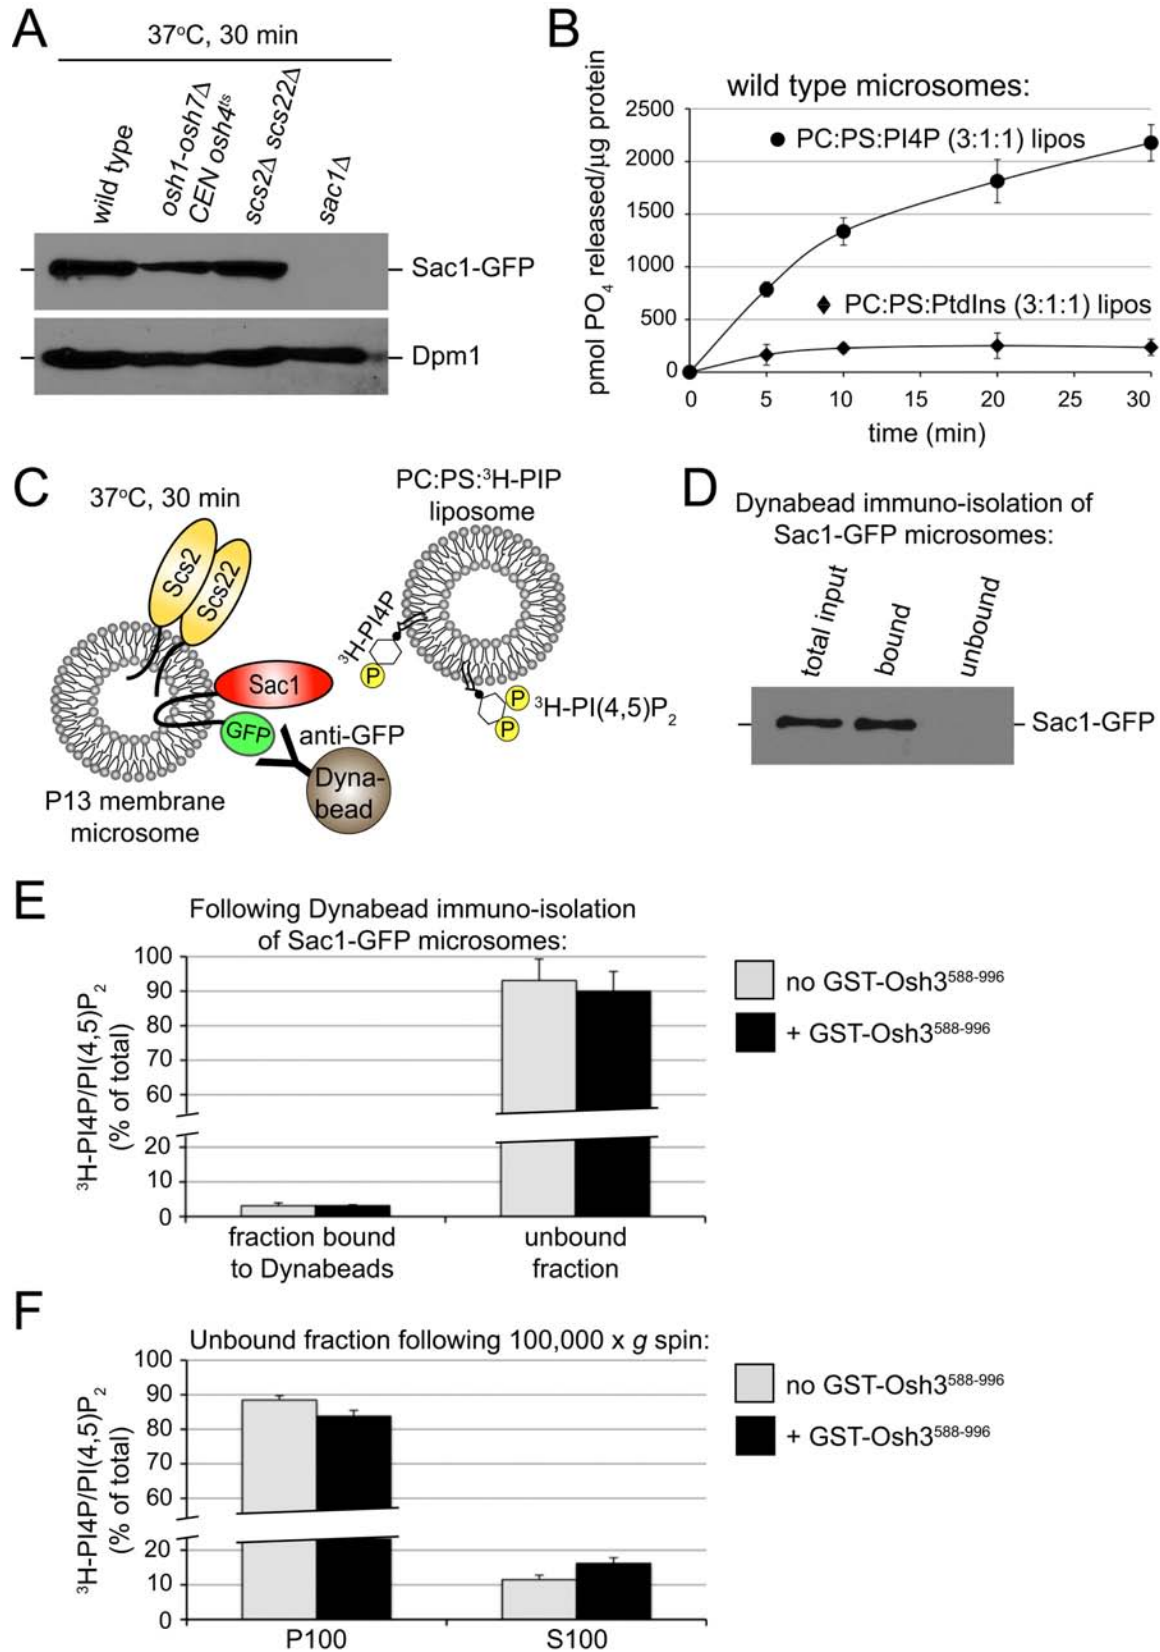 A
37°C, 30 min
wild type
osh1-osh7Δ
CEN osh4ᵗˢ
scs2Δ scs22Δ
sac1Δ
Sac1-GFP
Dpm1
B
wild type microsomes:
pmol PO₄ released/µg protein
2500
2000
1500
1000
500
0
PC:PS:PI4P (3:1:1) lipos
PC:PS:PtdIns (3:1:1) lipos
0 5 10 15 20 25 30
time (min)
C
37°C, 30 min
Scs2
Scs22
Sac1
GFP
anti-GFP
Dyna-
bead
P13 membrane
microsome
PC:PS:³H-PIP
liposome
³H-PI4P
P
³H-PI(4,5)P₂
P
P
D
Dynabead immuno-isolation of
Sac1-GFP microsomes:
total input
bound
unbound
Sac1-GFP
E
Following Dynabead immuno-isolation
of Sac1-GFP microsomes:
³H-PI4P/PI(4,5)P₂
(% of total)
100
90
80
70
60
20
10
0
fraction bound
to Dynabeads
unbound
fraction
no GST-Osh3⁵⁸⁸⁻⁹⁹⁶
+ GST-Osh3⁵⁸⁸⁻⁹⁹⁶
F
Unbound fraction following 100,000 x g spin:
³H-PI4P/PI(4,5)P₂
(% of total)
100
90
80
70
60
20
10
0
P100
S100
no GST-Osh3⁵⁸⁸⁻⁹⁹⁶
+ GST-Osh3⁵⁸⁸⁻⁹⁹⁶